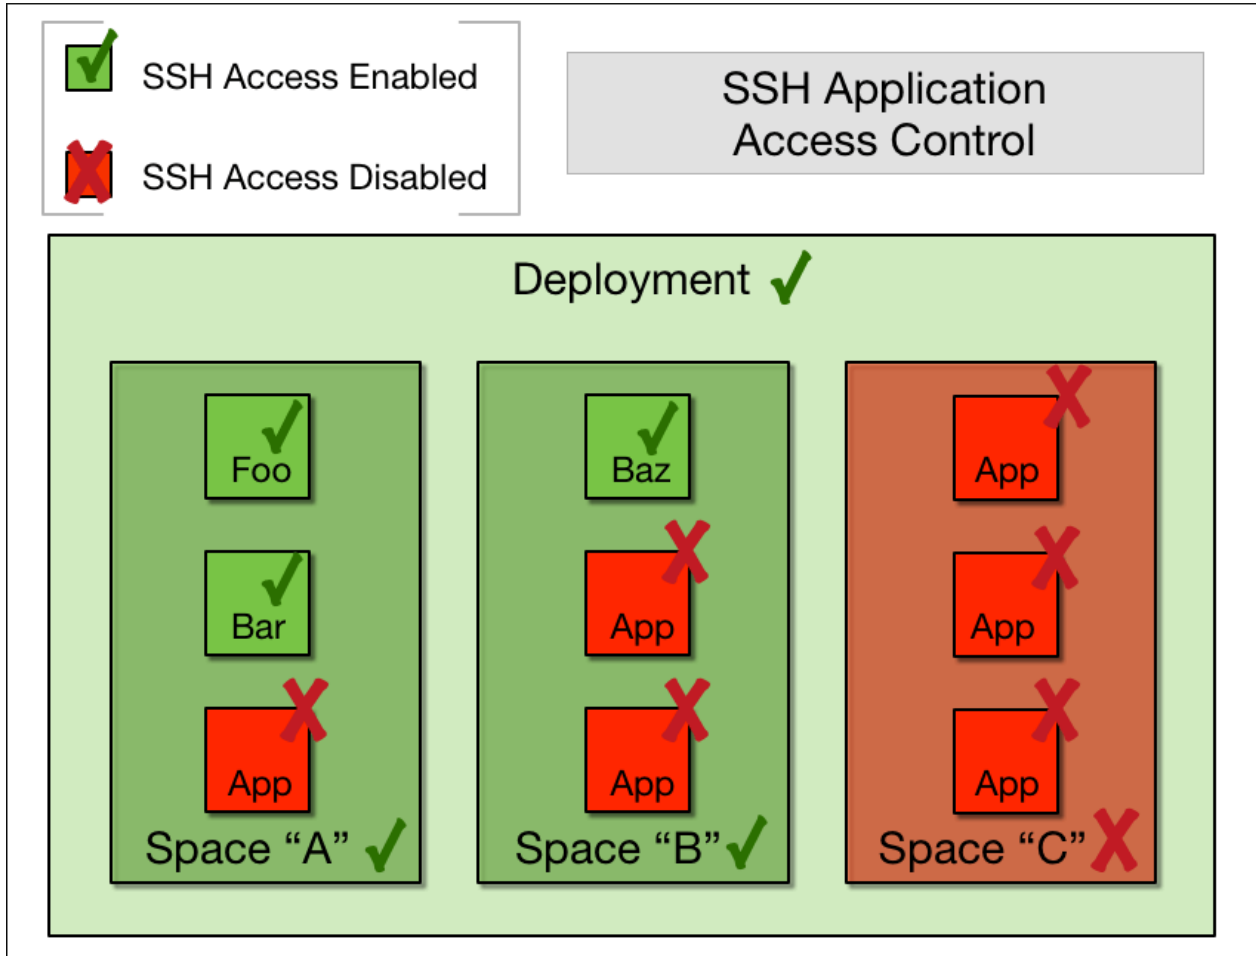 SSH Access Enabled
SSH Access Disabled
SSH Application
Access Control
Deployment
Foo
Bar
App
Space “A”
Baz
App
App
Space “B”
App
App
App
Space “C”